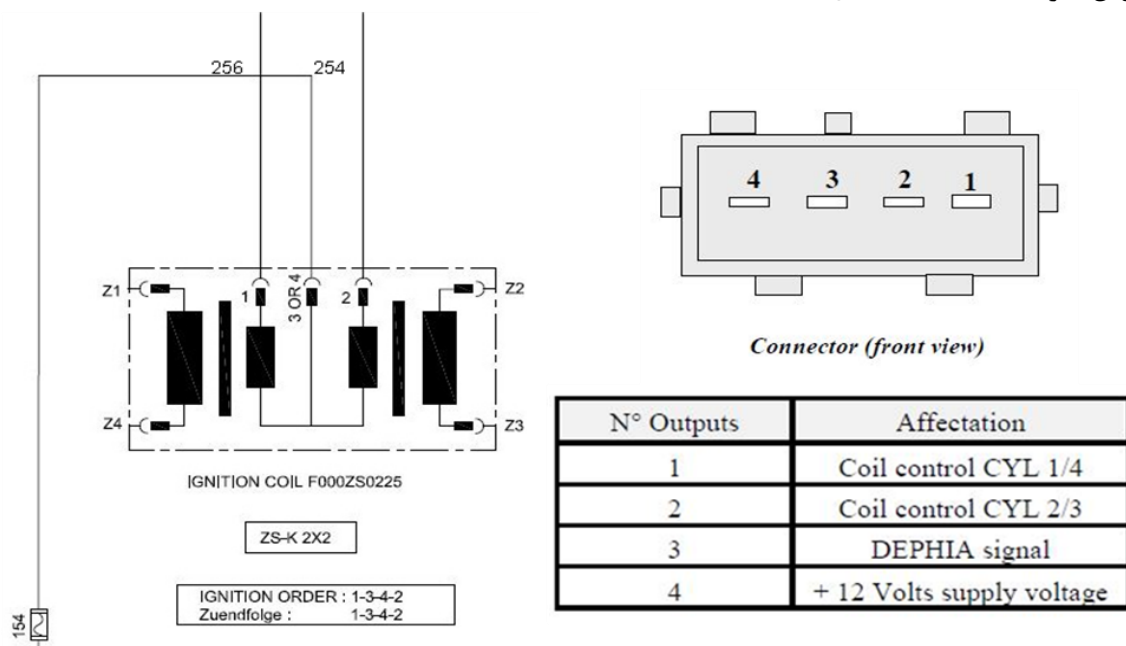 256
254
Z1
1
3 OR 4
2
Z2
Z4
Z3
IGNITION COIL F000ZS0225
ZS-K 2X2
IGNITION ORDER : 1-3-4-2
Zuendfolge : 1-3-4-2
154
4 3 2 1
Connector (front view)
N° Outputs Affectation
1 Coil control CYL 1/4
2 Coil control CYL 2/3
3 DEPHIA signal
4 + 12 Volts supply voltage